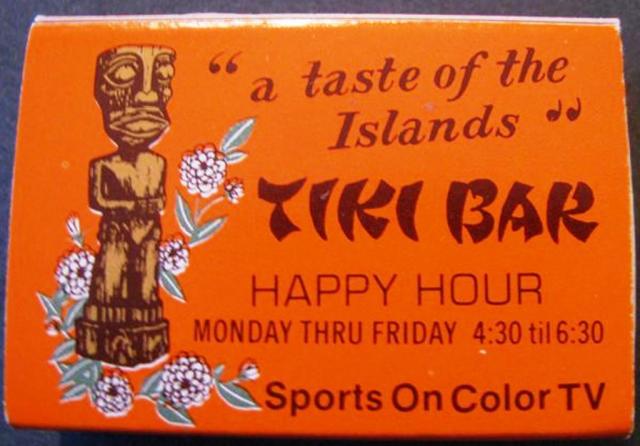 “a taste of the
Islands”
TIKI BAR
HAPPY HOUR
MONDAY THRU FRIDAY 4:30 til 6:30
Sports On Color TV